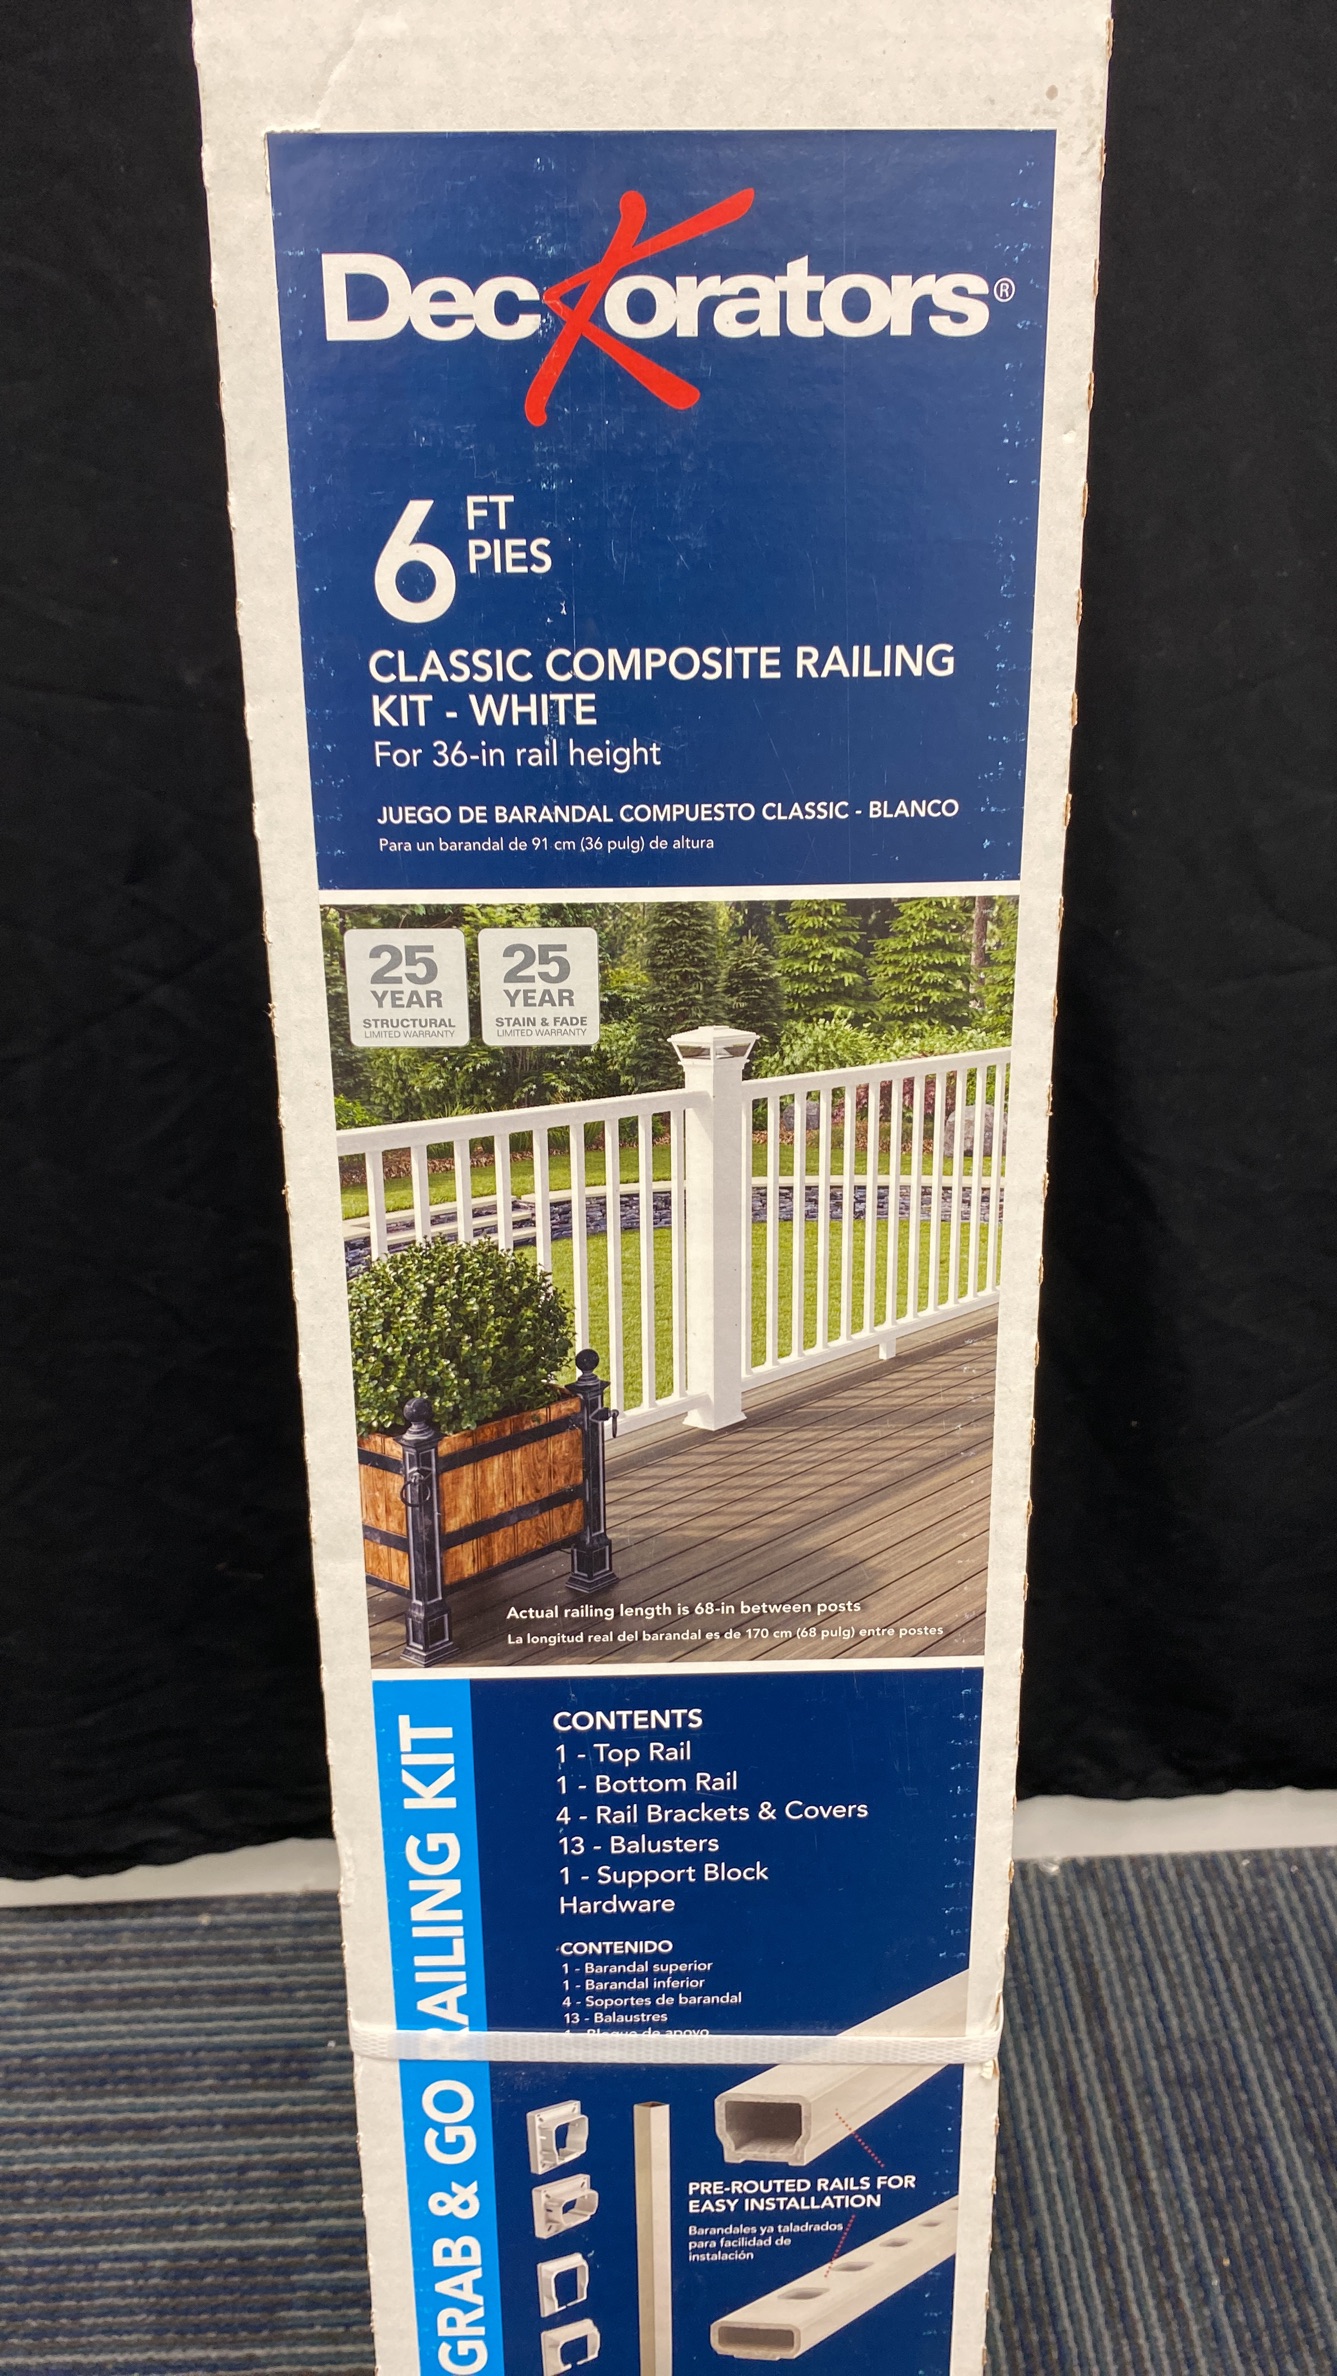 Deckorators®
6 FT
PIES
CLASSIC COMPOSITE RAILING
KIT - WHITE
For 36-in rail height
JUEGO DE BARANDAL COMPUESTO CLASSIC - BLANCO
Para un barandal de 91 cm (36 pulg) de altura
25
YEAR
STRUCTURAL
LIMITED WARRANTY
25
YEAR
STAIN & FADE
LIMITED WARRANTY
Actual railing length is 68-in between posts
La longitud real del barandal es de 170 cm (68 pulg) entre postes
GRAB & GO RAILING KIT
CONTENTS
1 - Top Rail
1 - Bottom Rail
4 - Rail Brackets & Covers
13 - Balusters
1 - Support Block
Hardware
CONTENIDO
1 - Barandal superior
1 - Barandal inferior
4 - Soportes de barandal
13 - Balaustres
1 - Bloque de apoyo
PRE-ROUTED RAILS FOR
EASY INSTALLATION
Barandales ya taladrados
para facilidad de
instalación